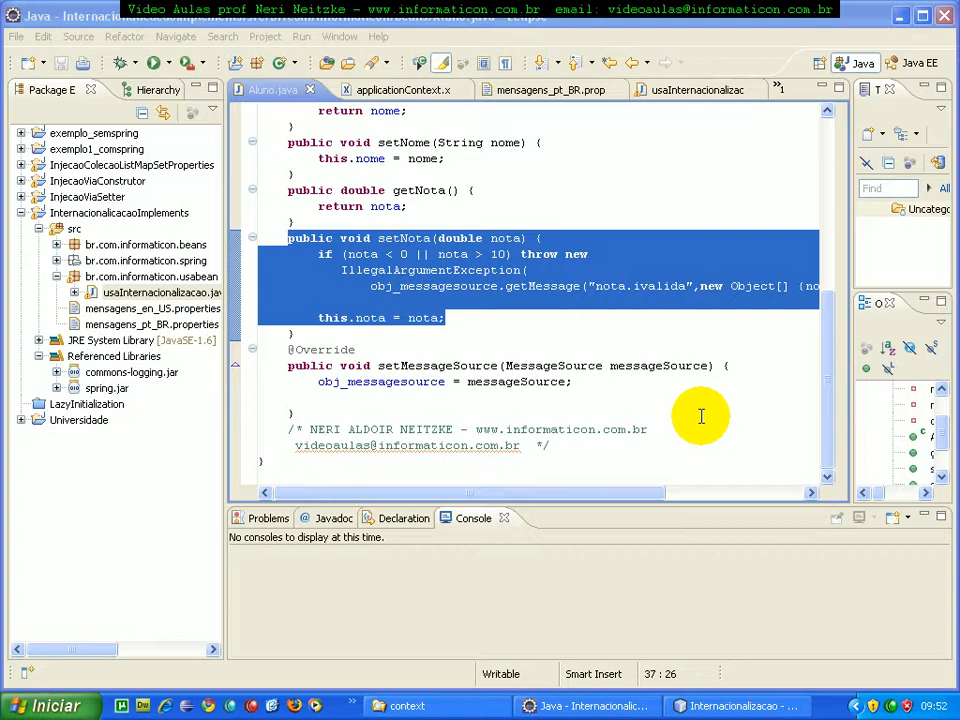 Video Aulas prof Neri Neitzke - www.informaticon.com.br email: videoaulas@informaticon.com.br
File Edit Source Refactor Navigate Search Project Run Window Help
Java Java EE
Package E Hierarchy
Aluno.java applicationContext.x mensagens_pt_BR.prop usaInternacionalizac »1
T
exemplo_semspring
exemplo1_comspring
InjecaoColecaoListMapSetProperties
InjecaoViaConstrutor
InjecaoViaSetter
InternacionalicacaoImplements
src
br.com.informaticon.beans
br.com.informaticon.spring
br.com.informaticon.usabean
usaInternacionalizacao.jav
mensagens_en_US.properties
mensagens_pt_BR.properties
JRE System Library [JavaSE-1.6]
Referenced Libraries
commons-logging.jar
spring.jar
LazyInitialization
Universidade
return nome;
}
public void setNome(String nome) {
this.nome = nome;
}
public double getNota() {
return nota;
}
public void setNota(double nota) {
if (nota < 0 || nota > 10) throw new
IllegalArgumentException(
obj_messagesource.getMessage("nota.ivalida",new Object[] {no
this.nota = nota;
}
@Override
public void setMessageSource(MessageSource messageSource) {
obj_messagesource = messageSource;
}
/* NERI ALDOIR NEITZKE - www.informaticon.com.br
videoaulas@informaticon.com.br */
}
Find All
Uncatego
O
Problems Javadoc Declaration Console
No consoles to display at this time.
Writable Smart Insert 37 : 26
Iniciar » context Java - Internacionalic... Internacionalizacao - ... 09:52